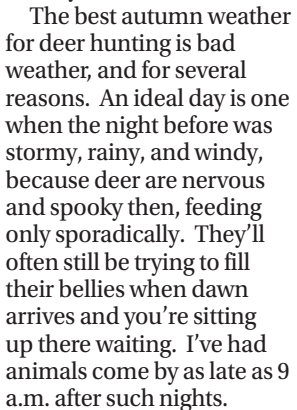 The best autumn weather
for deer hunting is bad
weather, and for several
reasons. An ideal day is one
when the night before was
stormy, rainy, and windy,
because deer are nervous
and spooky then, feeding
only sporadically. They'll
often still be trying to fill
their bellies when dawn
arrives and you're sitting
up there waiting. I've had
animals come by as late as 9
a.m. after such nights.